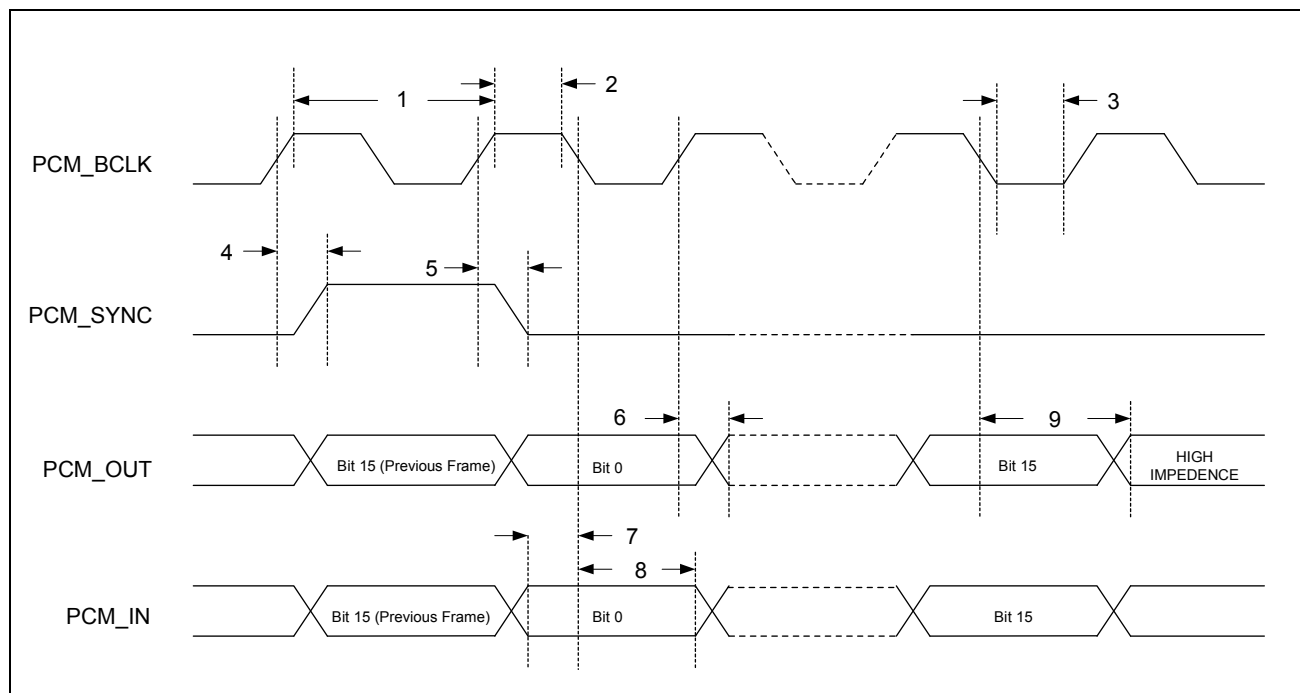 1
2
3
PCM_BCLK
4
5
PCM_SYNC
6
9
PCM_OUT
Bit 15 (Previous Frame)
Bit 0
Bit 15
HIGH
IMPEDENCE
7
8
PCM_IN
Bit 15 (Previous Frame)
Bit 0
Bit 15